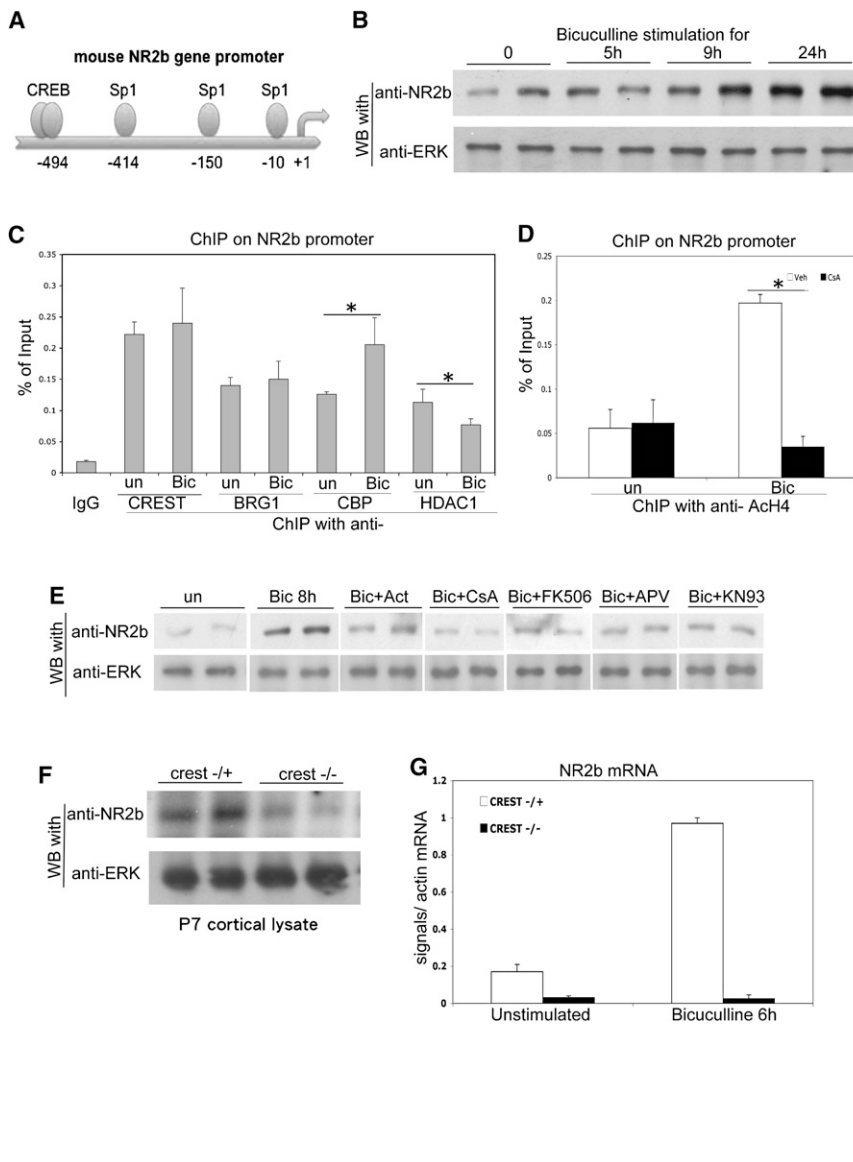 A
mouse NR2b gene promoter
CREB Sp1 Sp1 Sp1
-494 -414 -150 -10 +1
B
Bicuculline stimulation for
0 5h 9h 24h
WB with
anti-NR2b
anti-ERK
C
ChIP on NR2b promoter
% of Input
0.35
0.3
0.25
0.2
0.15
0.1
0.05
0
* *
un Bic un Bic un Bic un Bic
IgG CREST BRG1 CBP HDAC1
ChIP with anti-
D
ChIP on NR2b promoter
Veh CsA
*
% of Input
0.2
0.15
0.1
0.05
0
un Bic
ChIP with anti- AcH4
E
un Bic 8h Bic+Act Bic+CsA Bic+FK506 Bic+APV Bic+KN93
WB with
anti-NR2b
anti-ERK
F
crest -/+ crest -/-
WB with
anti-NR2b
anti-ERK
P7 cortical lysate
G
NR2b mRNA
CREST -/+
CREST -/-
signals/ actin mRNA
1.2
1
0.8
0.6
0.4
0.2
0
Unstimulated Bicuculline 6h